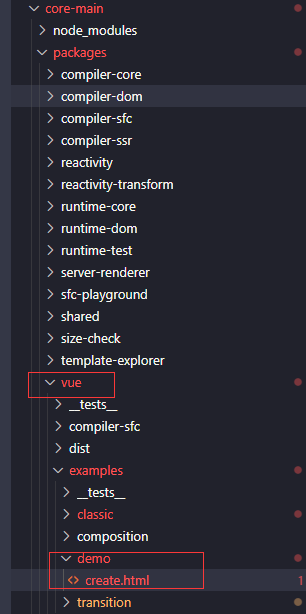 core-main
node_modules
packages
compiler-core
compiler-dom
compiler-sfc
compiler-ssr
reactivity
reactivity-transform
runtime-core
runtime-dom
runtime-test
server-renderer
sfc-playground
shared
size-check
template-explorer
vue
__tests__
compiler-sfc
dist
examples
__tests__
classic
composition
demo
<> create.html 1
transition